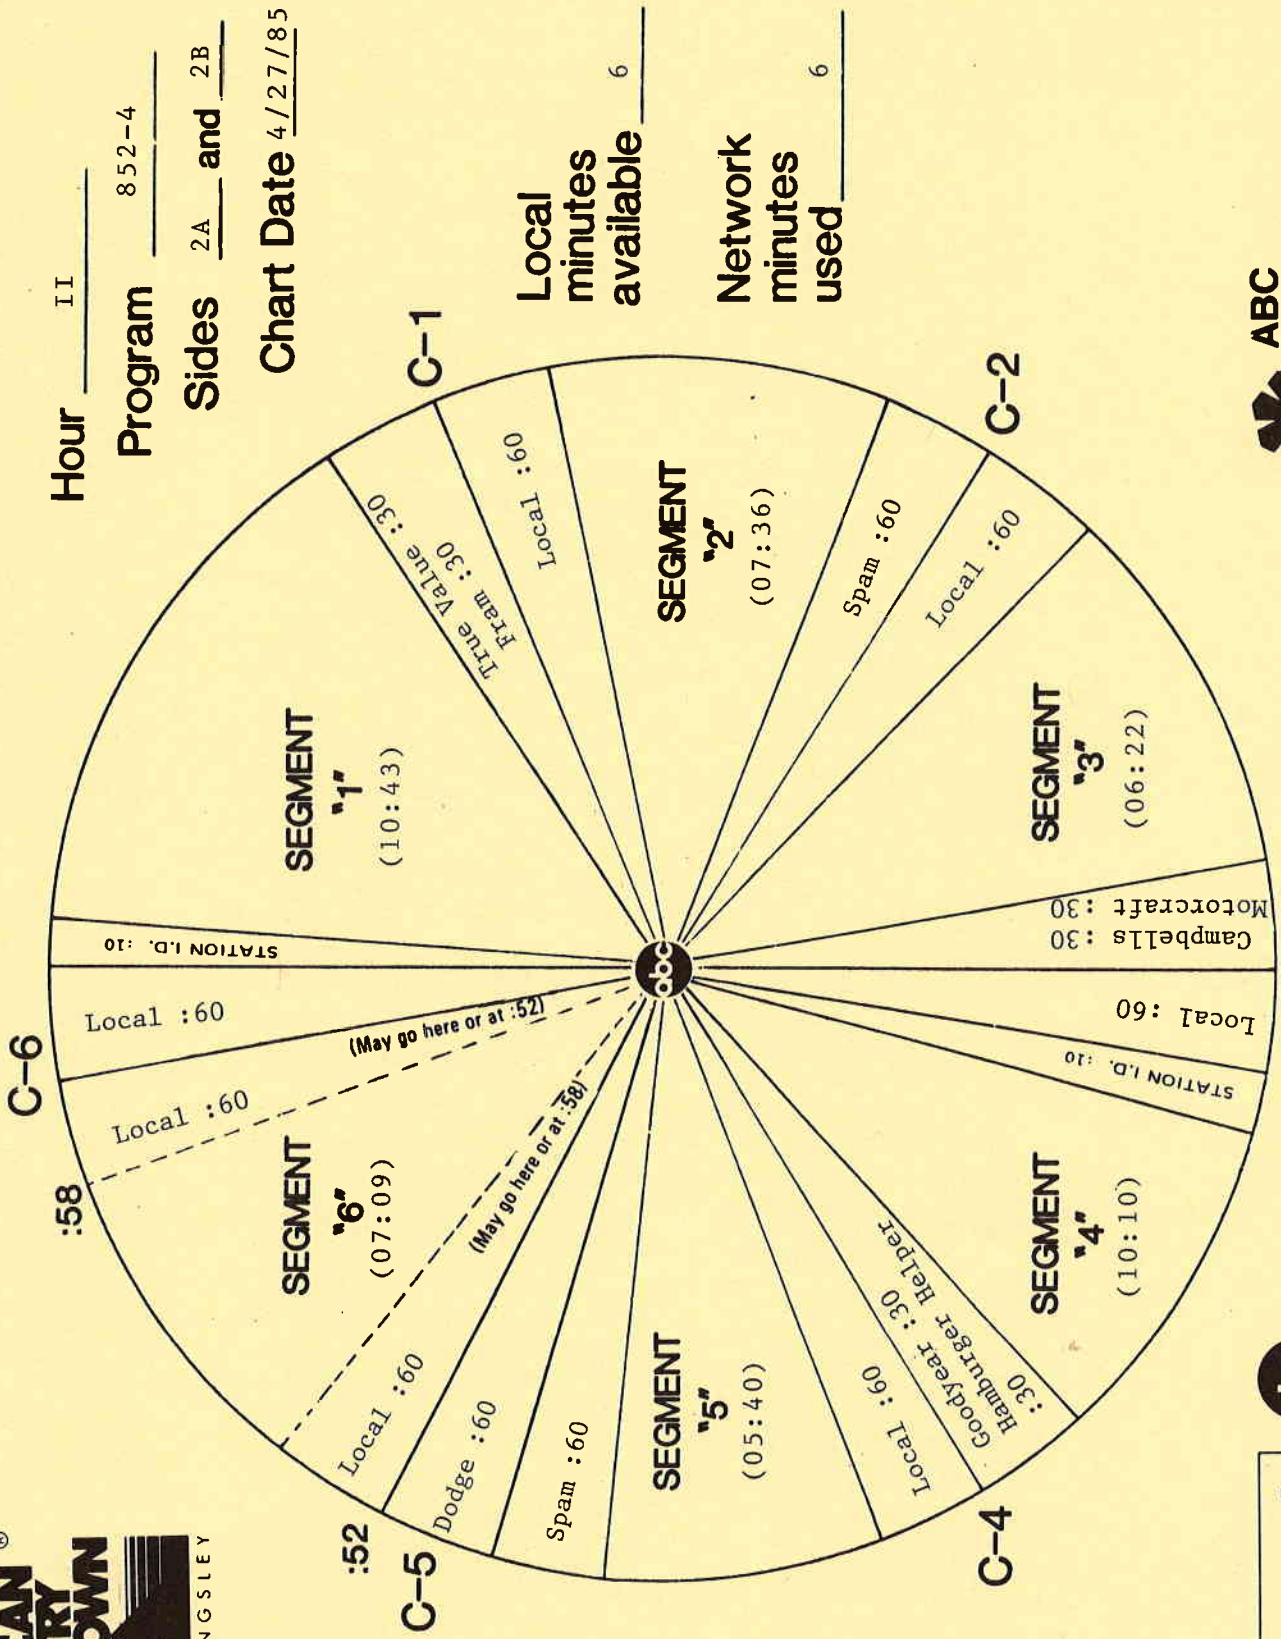 AN®
RY
OWN
NGSLEY
Hour II
Program 852-4
Sides 2A and 2B
Chart Date 4/27/85
C-6
STATION I.D. :10
SEGMENT
"1"
(10:43)
True Value :30
Fram :30
C-1
Local :60
SEGMENT
"2"
(07:36)
Spam :60
C-2
Local :60
SEGMENT
"3"
(06:22)
Motorcraft :30
Campbells :30
Local :60
STATION I.D. :10
SEGMENT
"4"
(10:10)
Hamburger Helper
:30
Goodyear :30
C-4
Local :60
SEGMENT
"5"
(05:40)
Spam :60
Dodge :60
C-5
:52
Local :60
(May go here or at :58)
SEGMENT
"6"
(07:09)
:58
(May go here or at :52)
Local :60
Local :60
abc
Local
minutes
available 6
Network
minutes
used 6
ABC